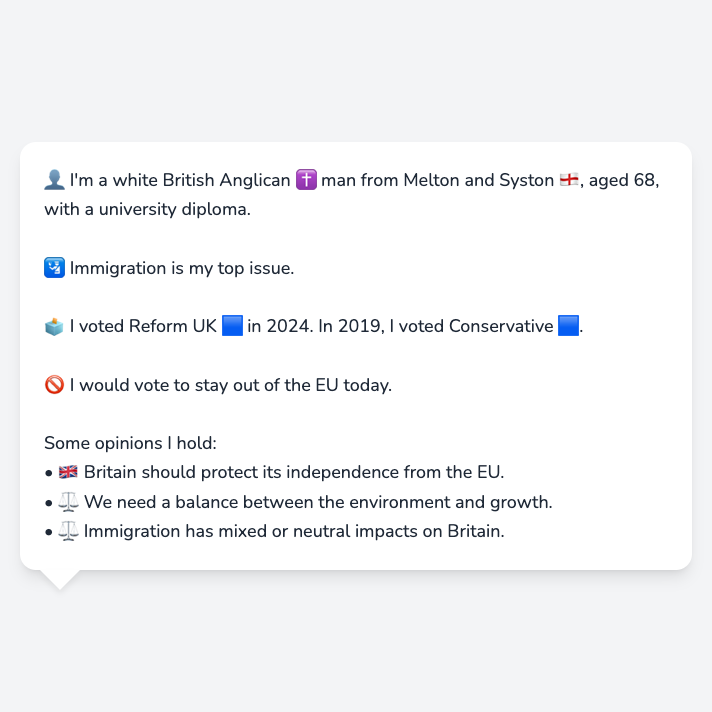 👤 I'm a white British Anglican ✝️ man from Melton and Syston 🏴󠁧󠁢󠁥󠁮󠁧󠁿, aged 68,
with a university diploma.
🛂 Immigration is my top issue.
🗳️ I voted Reform UK 🟦 in 2024. In 2019, I voted Conservative 🟦.
🚫 I would vote to stay out of the EU today.
Some opinions I hold:
• 🇬🇧 Britain should protect its independence from the EU.
• ⚖️ We need a balance between the environment and growth.
• ⚖️ Immigration has mixed or neutral impacts on Britain.